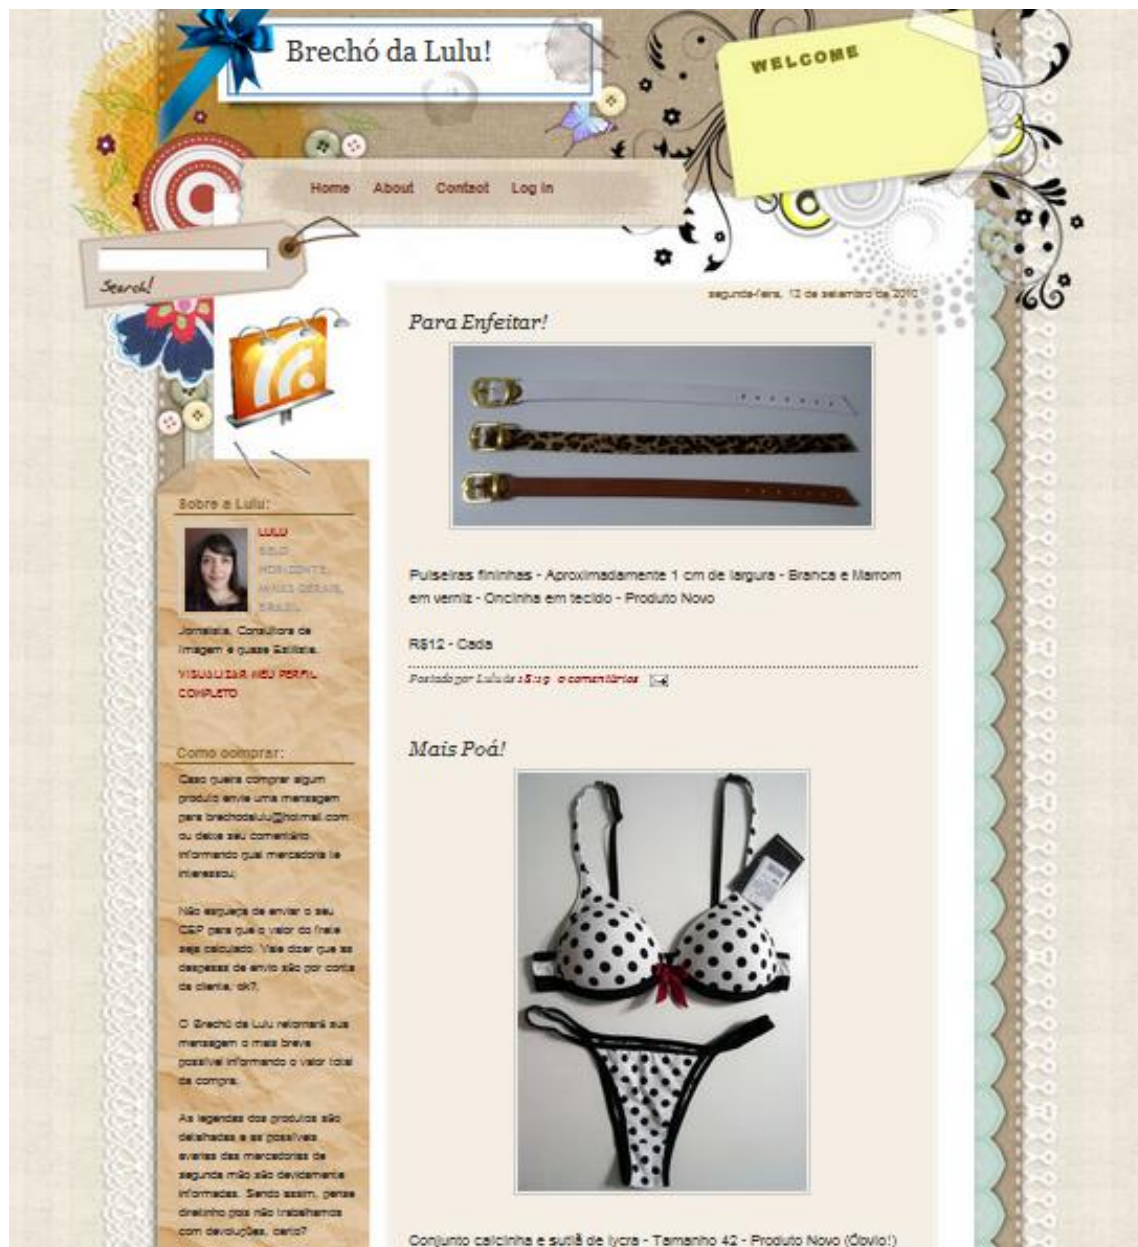 Brechó da Lulu!
WELCOME
Home About Contact Log in
Search!
segunda-feira, 13 de setembro de 2010
Para Enfeitar!
Pulseiras fininhas - Aproximadamente 1 cm de largura - Branca e Marrom
em verniz - Oncinha em tecido - Produto Novo
R$12 - Cada
Postado por Lulu às 18:19 0 comentários
Mais Poá!
Conjunto calcinha e sutiã de lycra - Tamanho 42 - Produto Novo (Óbvio!)
Sobre a Lulu:
LULU
BELO
HORIZONTE,
MINAS GERAIS,
BRAZIL
Jornalista, Consultora de
Imagem e quase Estilista.
VISUALIZAR MEU PERFIL
COMPLETO
Como comprar:
Caso queira comprar algum
produto envie uma mensagem
para brechodalulu@hotmail.com
ou deixe seu comentário
informando qual mercadoria te
interessou;
Não esqueça de enviar o seu
CEP para que o valor do frete
seja calculado. Vale dizer que as
despesas de envio são por conta
da cliente, ok?;
O Brechó da Lulu retornará sua
mensagem o mais breve
possível informando o valor total
da compra.
As legendas dos produtos são
detalhadas e as possíveis
avarias das mercadorias de
segunda mão são devidamente
informadas. Sendo assim, pense
direitinho pois não trabalhamos
com devoluções, certo?